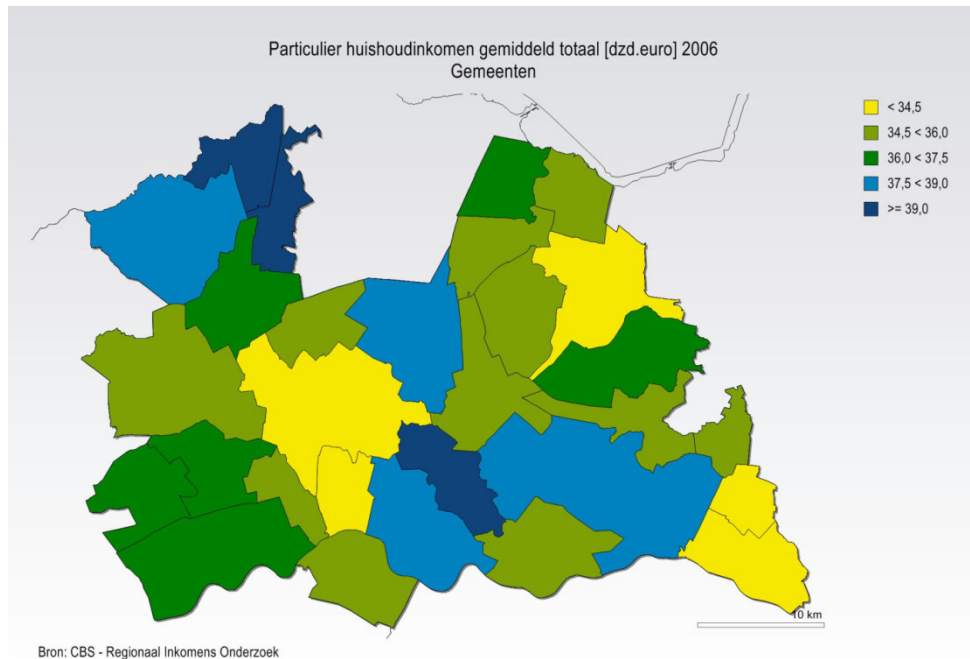 Particulier huishoudinkomen gemiddeld totaal [dzd.euro] 2006
Gemeenten
< 34,5
34,5 < 36,0
36,0 < 37,5
37,5 < 39,0
>= 39,0
10 km
Bron: CBS - Regionaal Inkomens Onderzoek